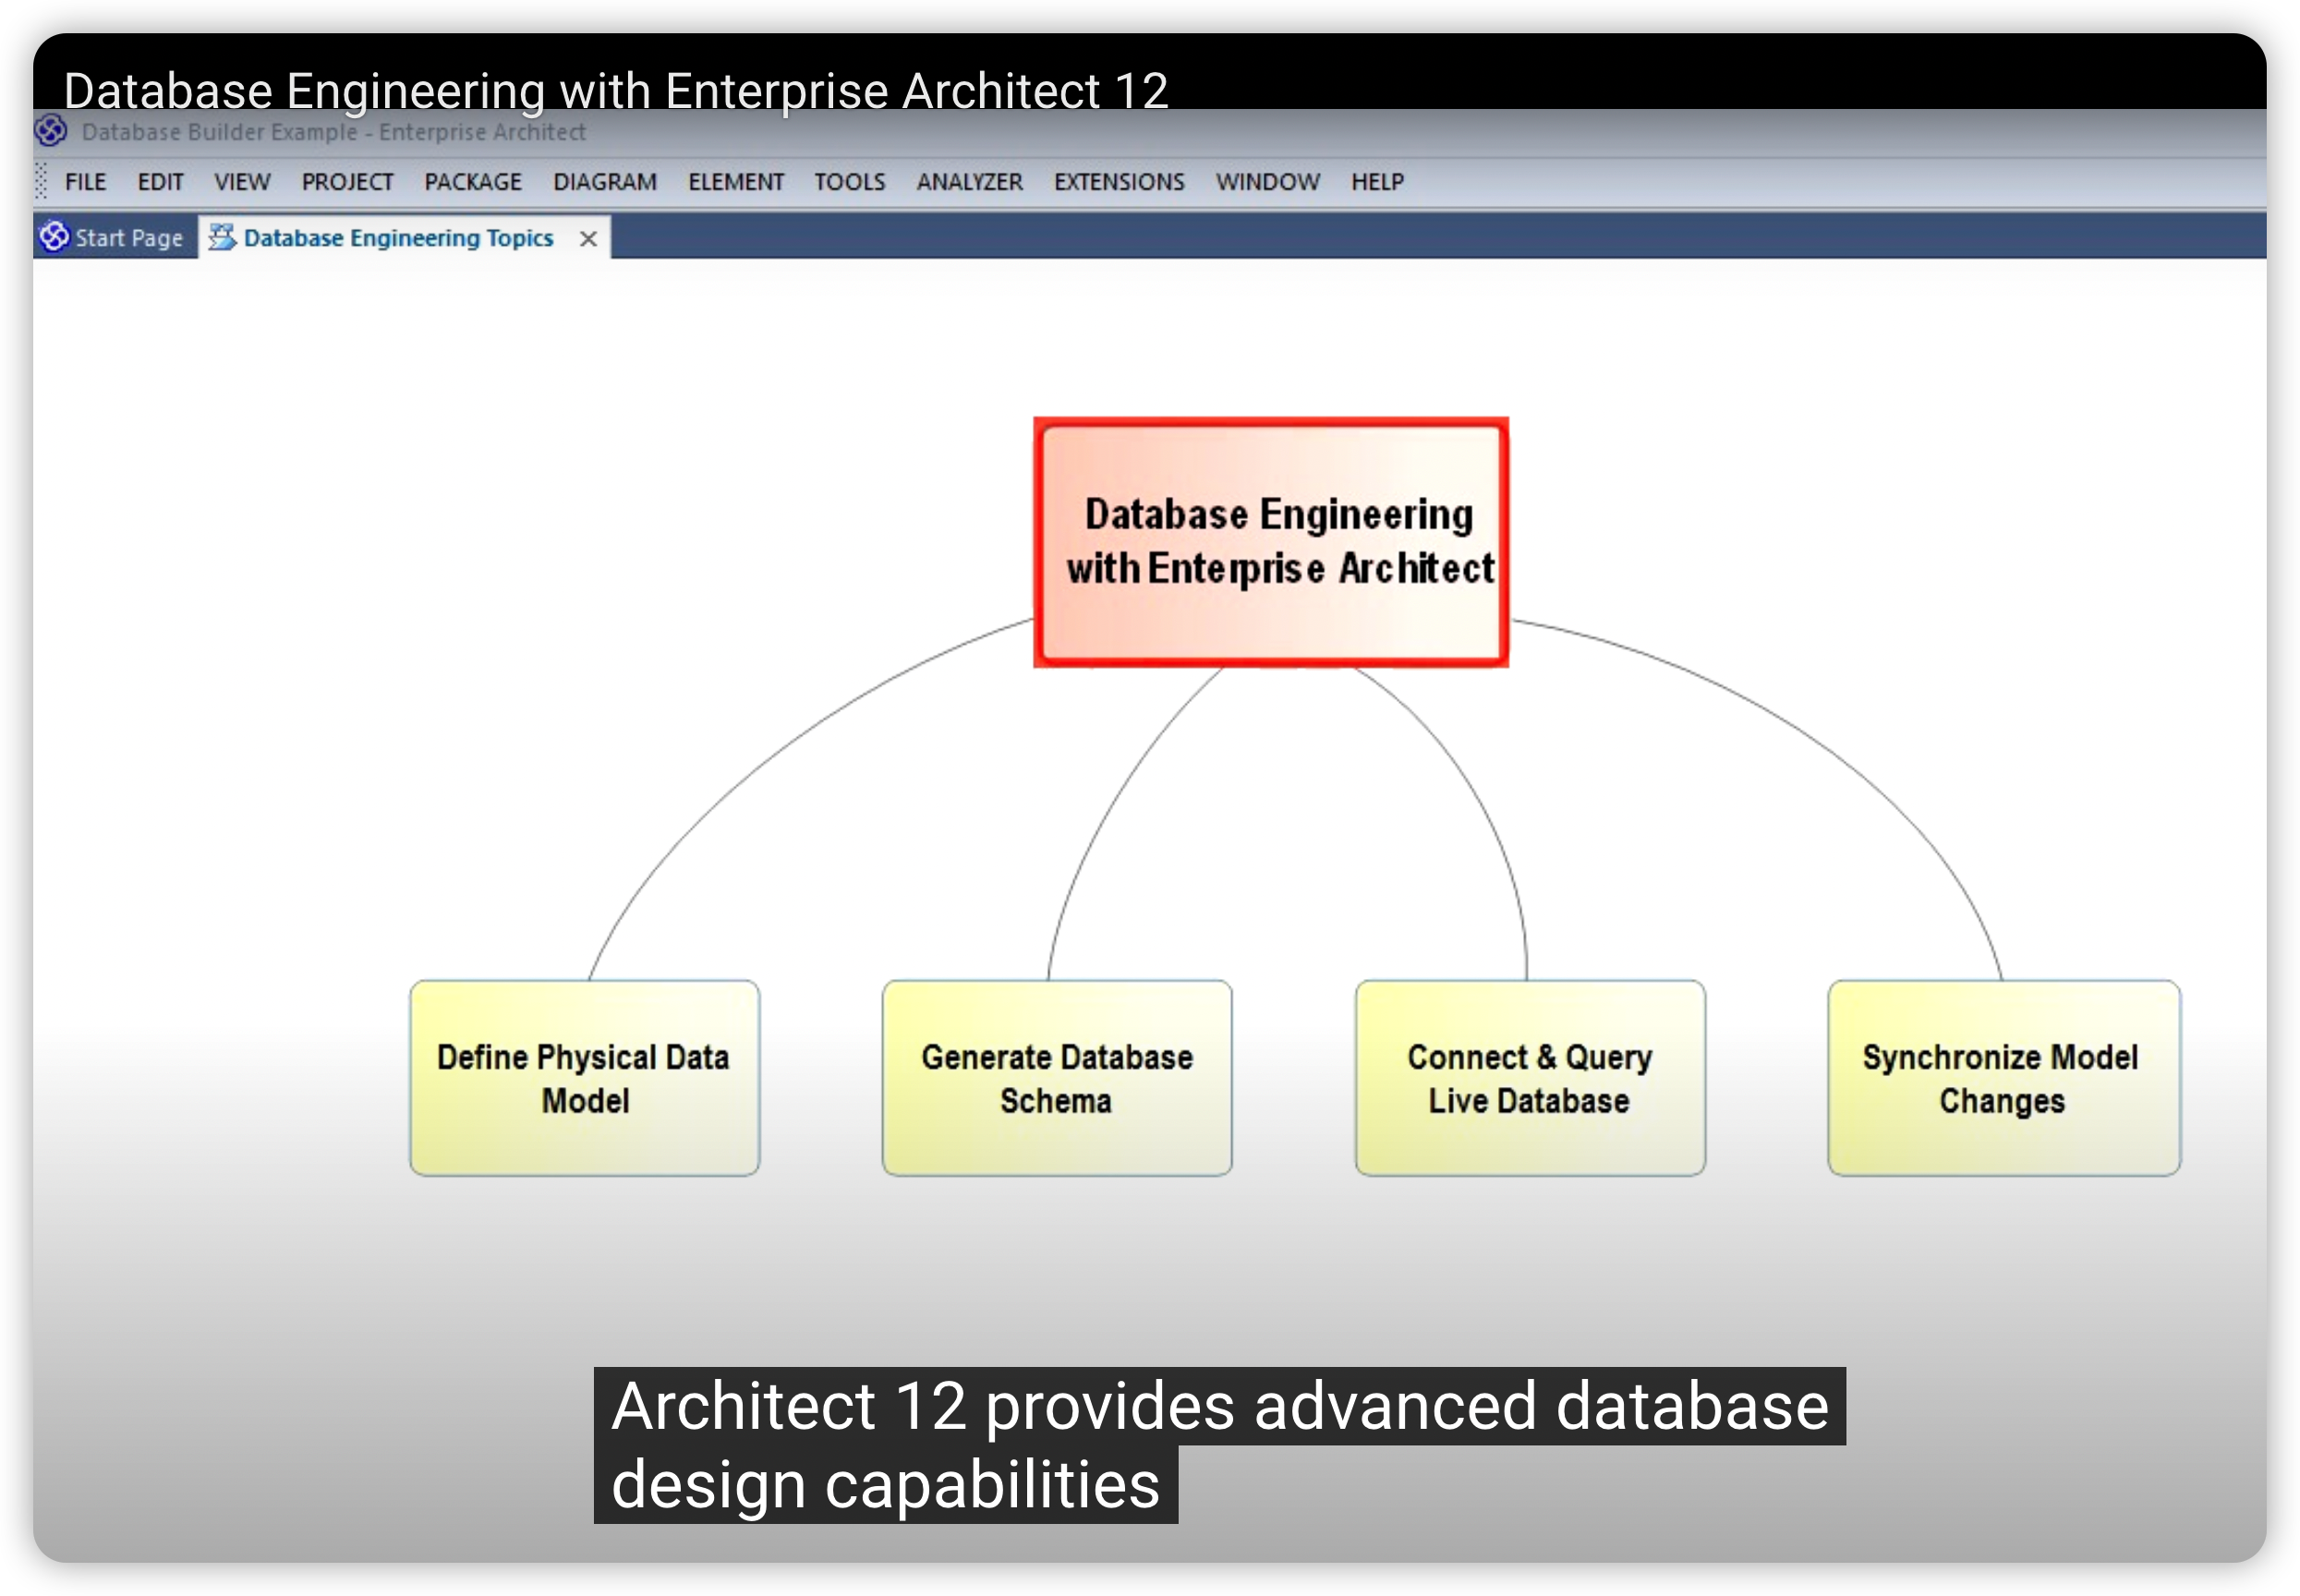 Database Engineering with Enterprise Architect 12
Database Builder Example - Enterprise Architect
FILE EDIT VIEW PROJECT PACKAGE DIAGRAM ELEMENT TOOLS ANALYZER EXTENSIONS WINDOW HELP
Start Page Database Engineering Topics
Database Engineering
with Enterprise Architect
Define Physical Data
Model
Generate Database
Schema
Connect & Query
Live Database
Synchronize Model
Changes
Architect 12 provides advanced database
design capabilities